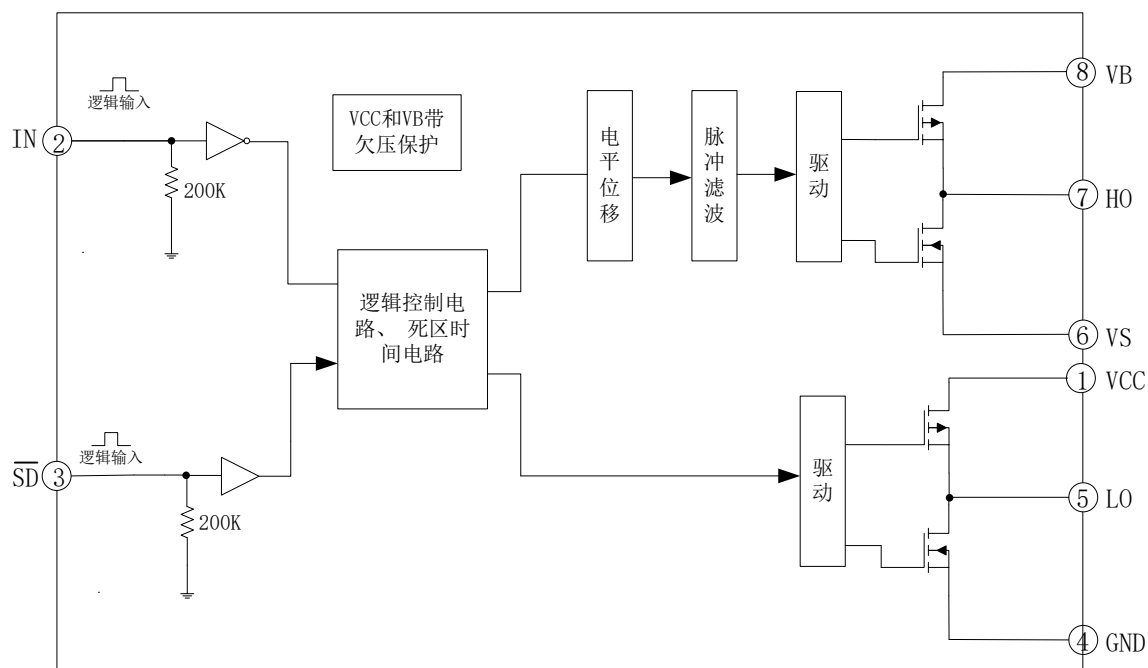 逻辑输入
IN
②
200K
VCC和VB带
欠压保护
电
平
位
移
脉
冲
滤
波
驱
动
⑧ VB
⑦ HO
⑥ VS
逻辑控制电
路、 死区时
间电路
① VCC
逻辑输入
SD
③
200K
驱
动
⑤ LO
④ GND